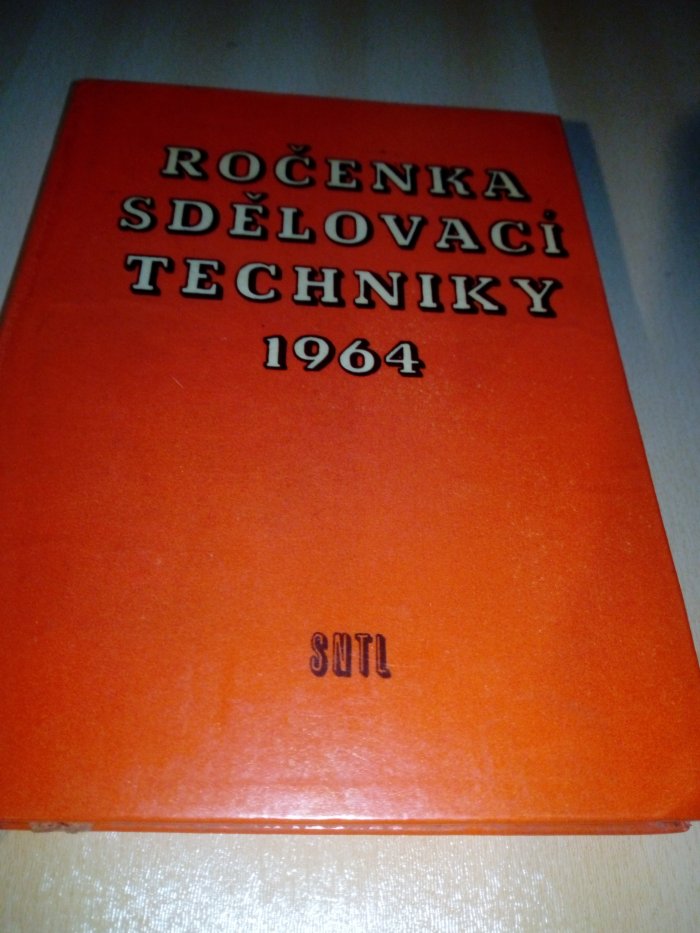 ROČENKA
SDĚLOVACÍ
TECHNIKY
1964
SNTL